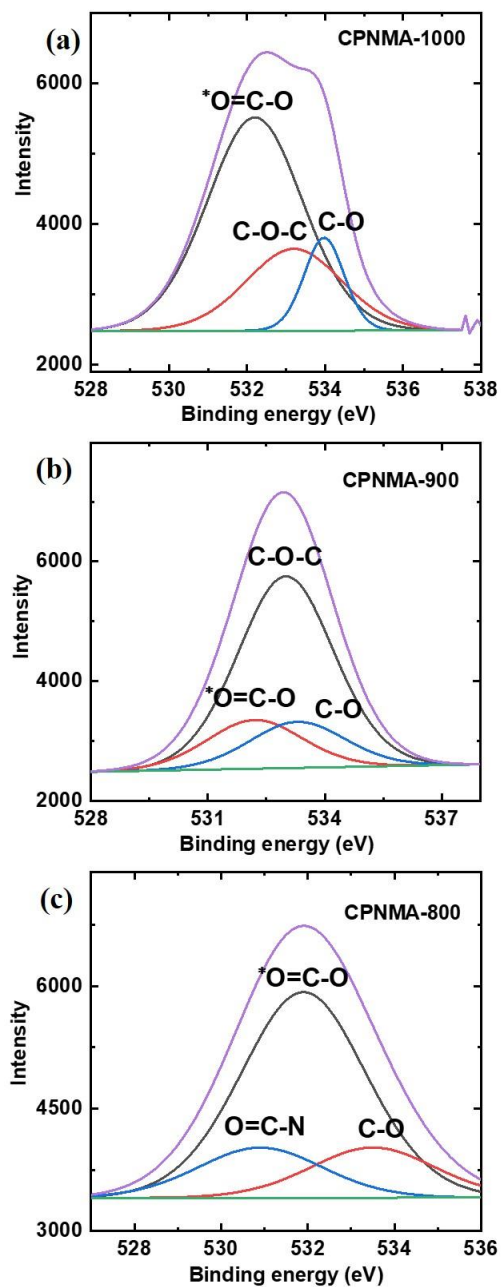 (a)
CPNMA-1000
6000
*O=C-O
C-O
C-O-C
4000
2000
Intensity
528 530 532 534 536 538
Binding energy (eV)
(b)
CPNMA-900
6000
C-O-C
*O=C-O
C-O
4000
2000
Intensity
528 531 534 537
Binding energy (eV)
(c)
CPNMA-800
6000
*O=C-O
O=C-N
C-O
4500
3000
Intensity
528 530 532 534 536
Binding energy (eV)